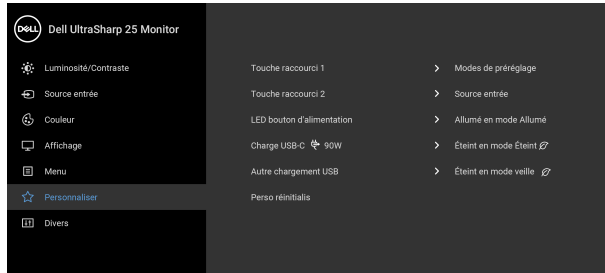 DELL Dell UltraSharp 25 Monitor
Luminosité/Contraste Touche raccourci 1 Modes de préréglage
Source entrée Touche raccourci 2 Source entrée
Couleur LED bouton d'alimentation Allumé en mode Allumé
Affichage Charge USB-C 90W Éteint en mode Éteint
Menu Autre chargement USB Éteint en mode veille
Personnaliser Perso réinitialis
Divers